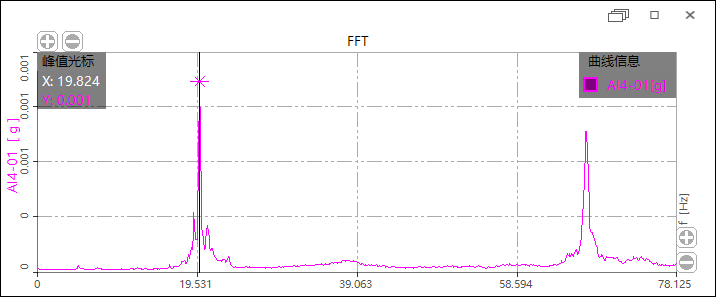 FFT
峰值光标
X: 19.824
Y: 0.001
曲线信息
AI4-01[g]
0.001
0.001
0.001
0
0
AI4-01 [ g ]
f [Hz]
0
19.531
39.063
58.594
78.125